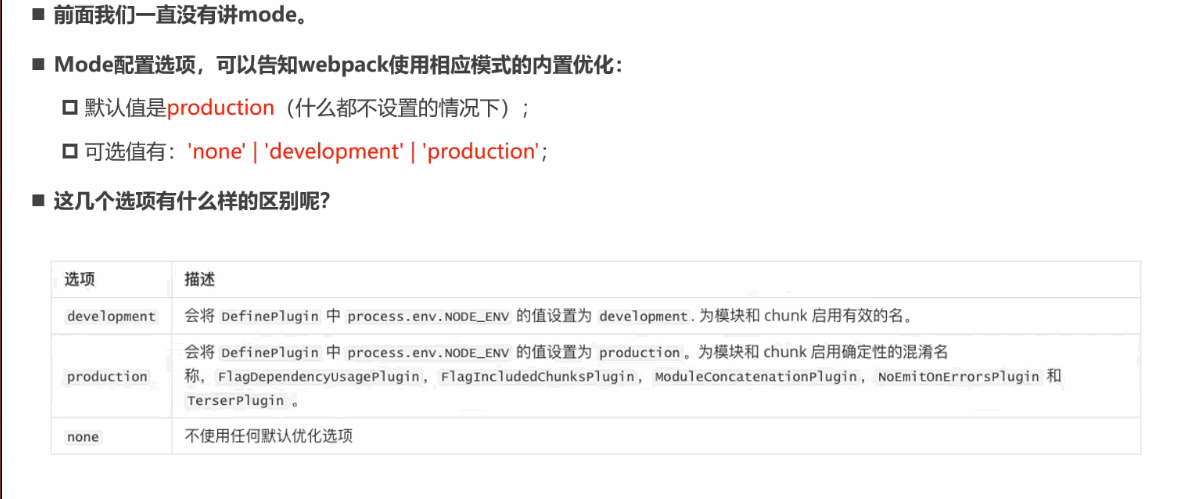 前面我们一直没有讲mode。
Mode配置选项，可以告知webpack使用相应模式的内置优化：
默认值是production（什么都不设置的情况下）；
可选值有：'none' | 'development' | 'production'；
这几个选项有什么样的区别呢？
选项 描述
development 会将 DefinePlugin 中 process.env.NODE_ENV 的值设置为 development. 为模块和 chunk 启用有效的名。
会将 DefinePlugin 中 process.env.NODE_ENV 的值设置为 production 。为模块和 chunk 启用确定性的混淆名
production 称，FlagDependencyUsagePlugin，FlagIncludedChunksPlugin，ModuleConcatenationPlugin，NoEmitOnErrorsPlugin 和
TerserPlugin 。
none 不使用任何默认优化选项